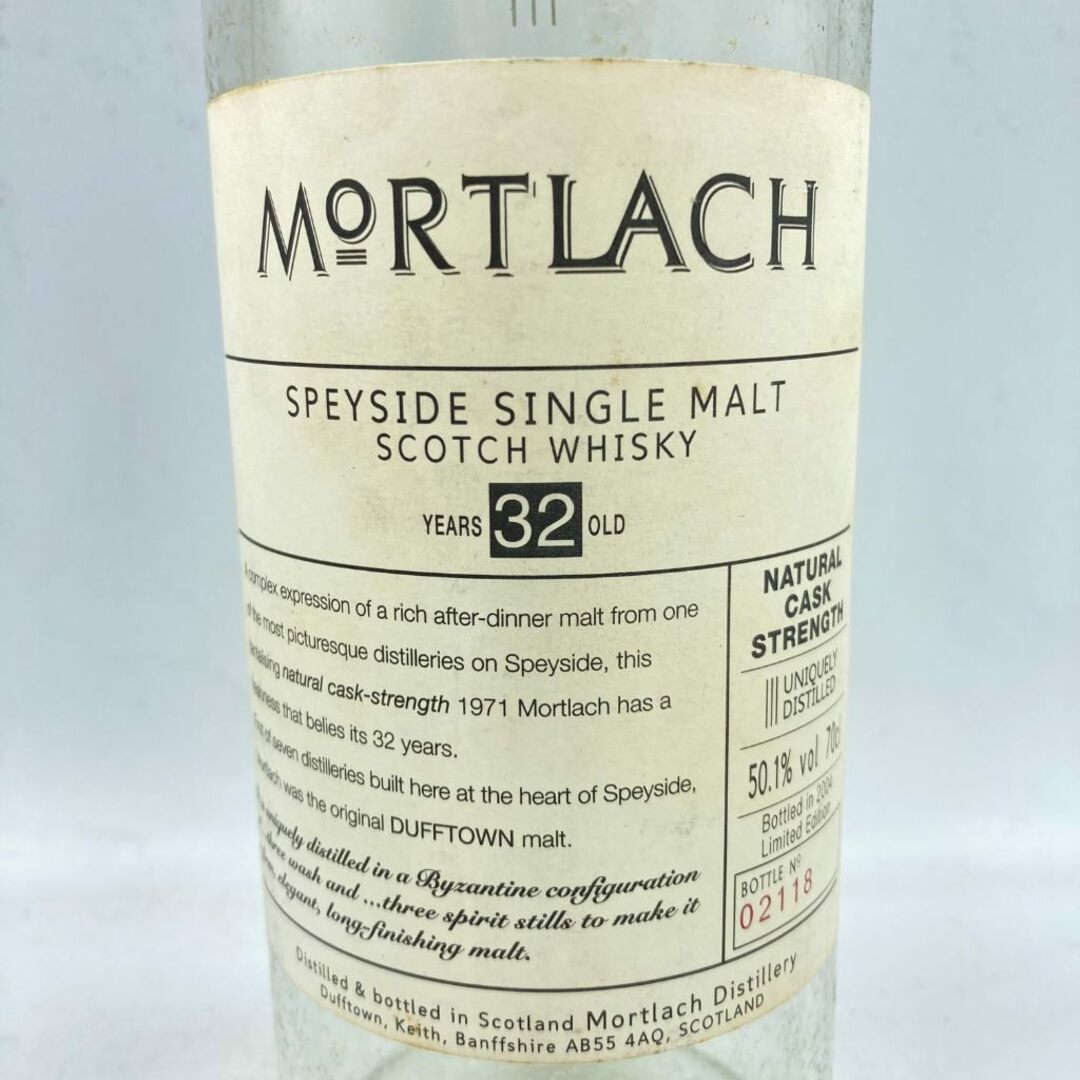 MORTLACH
SPEYSIDE SINGLE MALT
SCOTCH WHISKY
YEARS 32 OLD
A complex expression of a rich after-dinner malt from one
of the most picturesque distilleries on Speyside, this
natural cask-strength 1971 Mortlach has a
that belies its 32 years.
of seven distilleries built here at the heart of Speyside,
Mortlach was the original DUFFTOWN malt.
uniquely distilled in a Byzantine configuration
three wash and ...three spirit stills to make it
elegant, long-finishing malt.
NATURAL
CASK
STRENGTH
UNIQUELY
DISTILLED
50.1% vol 70cl
Bottled in 2004
Limited Edition
BOTTLE Nº
02118
Distilled & bottled in Scotland Mortlach Distillery
Dufftown, Keith, Banffshire AB55 4AQ, SCOTLAND